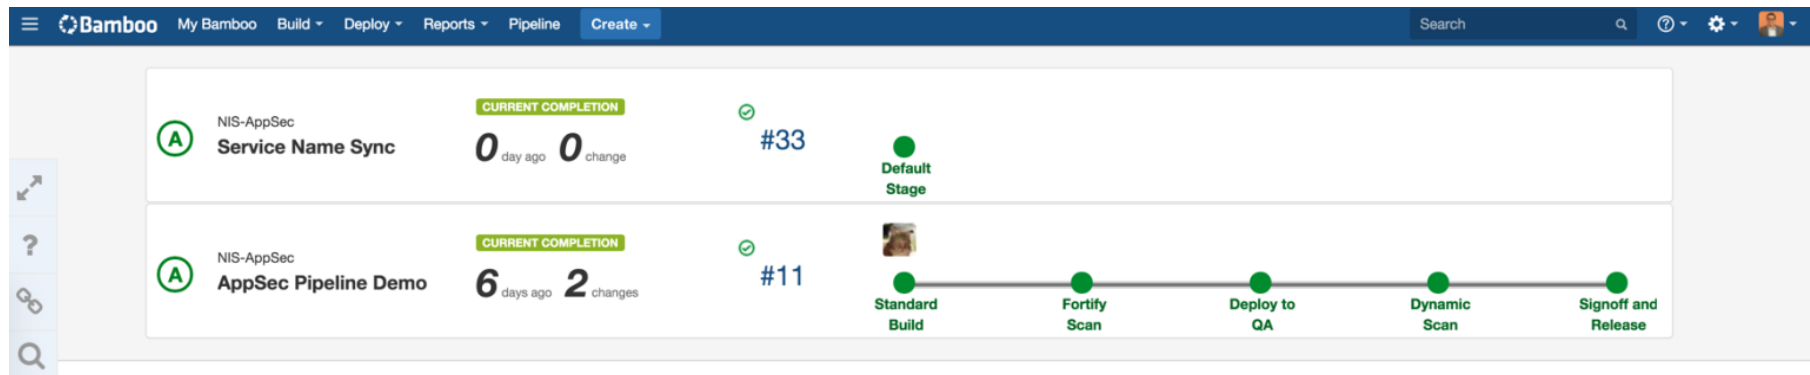 Bamboo My Bamboo Build Deploy Reports Pipeline Create Search
NIS-AppSec
Service Name Sync
CURRENT COMPLETION
0 day ago 0 change
#33
Default
Stage
NIS-AppSec
AppSec Pipeline Demo
CURRENT COMPLETION
6 days ago 2 changes
#11
Standard
Build
Fortify
Scan
Deploy to
QA
Dynamic
Scan
Signoff and
Release